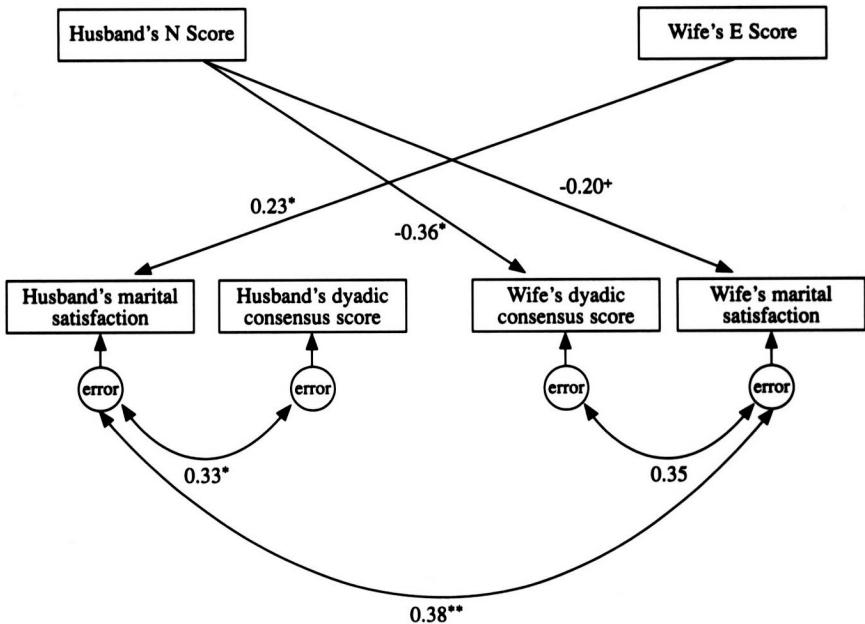 Husband's N Score
Wife's E Score
0.23*
-0.36*
-0.20+
Husband's marital
satisfaction
Husband's dyadic
consensus score
Wife's dyadic
consensus score
Wife's marital
satisfaction
error
error
error
error
0.33*
0.35
0.38**